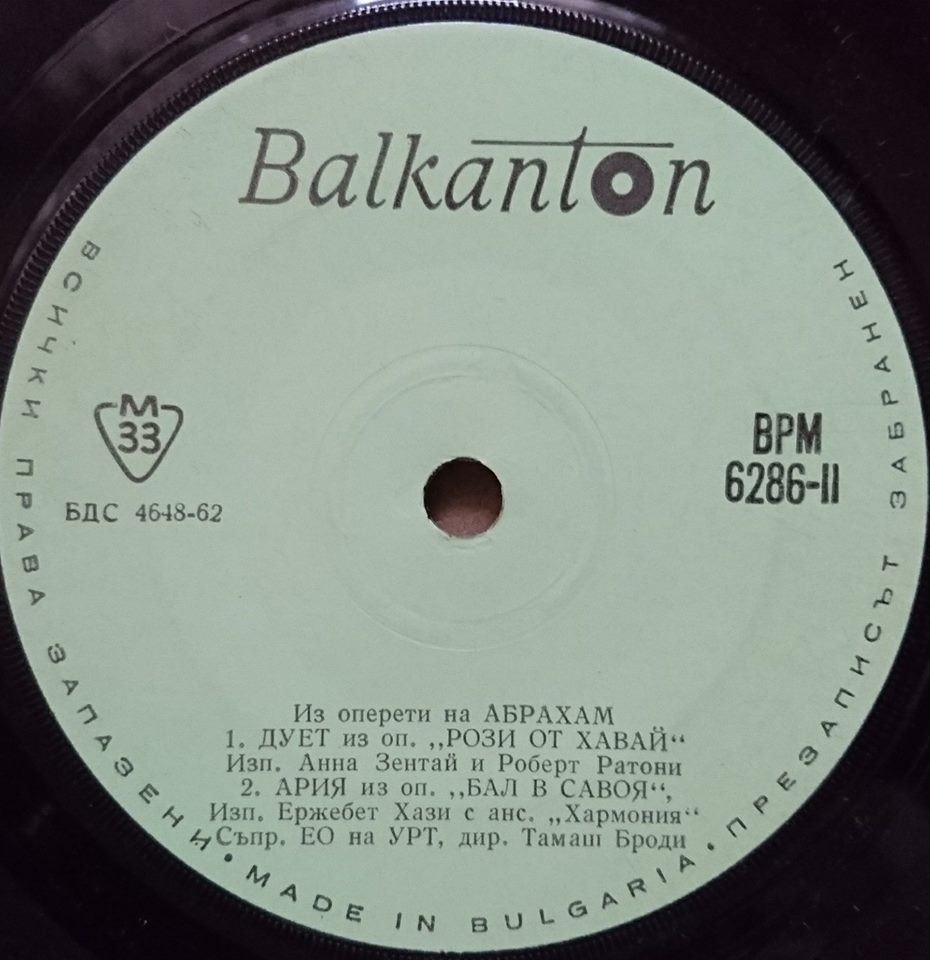 Balkanton
М
33
БДС 4648-62
ВРМ
6286-II
Из оперети на АБРАХАМ
1. ДУЕТ из оп. „РОЗИ ОТ ХАВАЙ“
Изп. Анна Зентай и Роберт Ратони
2. АРИЯ из оп. „БАЛ В САВОЯ“,
Изп. Ержебет Хази с анс. „Хармония“
Съпр. ЕО на УРТ, дир. Тамаш Броди
ВСИЧКИ ПРАВА ЗАПАЗЕНИ • MADE IN BULGARIA • ПРЕЗАПИСЪТ ЗАБРАНЕН